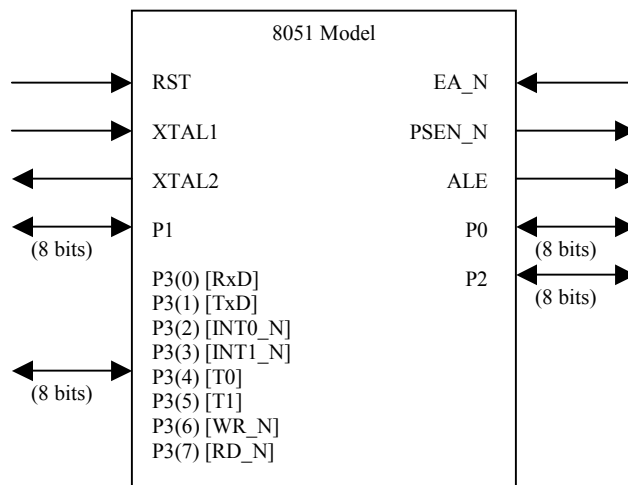 8051 Model
RST
EA_N
XTAL1
PSEN_N
XTAL2
ALE
P1
P0
(8 bits)
(8 bits)
P3(0) [RxD]
P2
P3(1) [TxD]
(8 bits)
P3(2) [INT0_N]
P3(3) [INT1_N]
P3(4) [T0]
(8 bits)
P3(5) [T1]
P3(6) [WR_N]
P3(7) [RD_N]